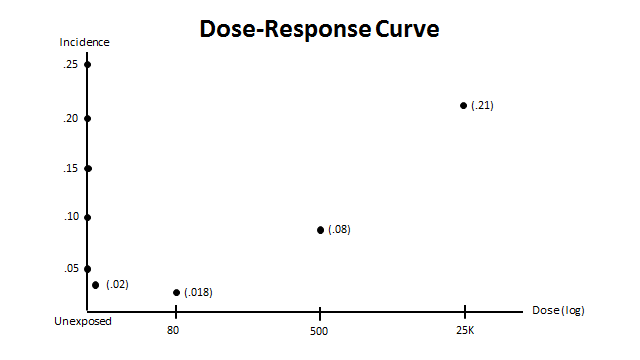 Dose-Response Curve
Incidence
.25
.20
(.21)
.15
.10
(.08)
.05
(.02)
(.018)
Unexposed
80
500
25K
Dose (log)